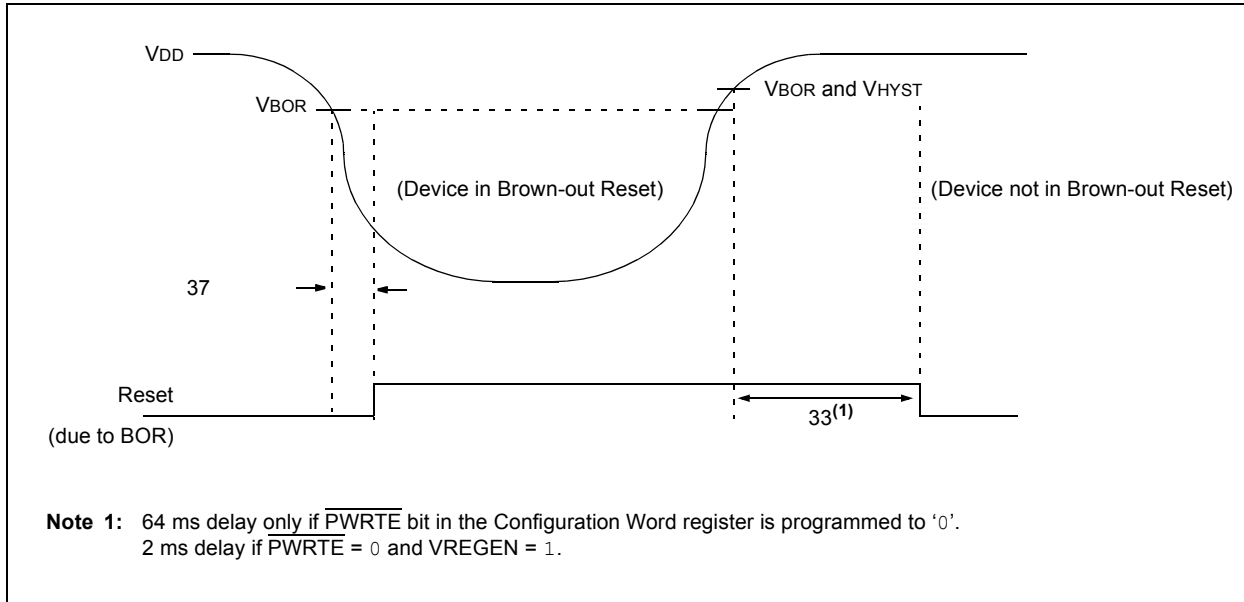 VDD
VBOR and VHYST
VBOR
(Device in Brown-out Reset)
(Device not in Brown-out Reset)
37
Reset
33(1)
(due to BOR)
Note 1: 64 ms delay only if PWRTE bit in the Configuration Word register is programmed to ‘0’.
2 ms delay if PWRTE = 0 and VREGEN = 1.